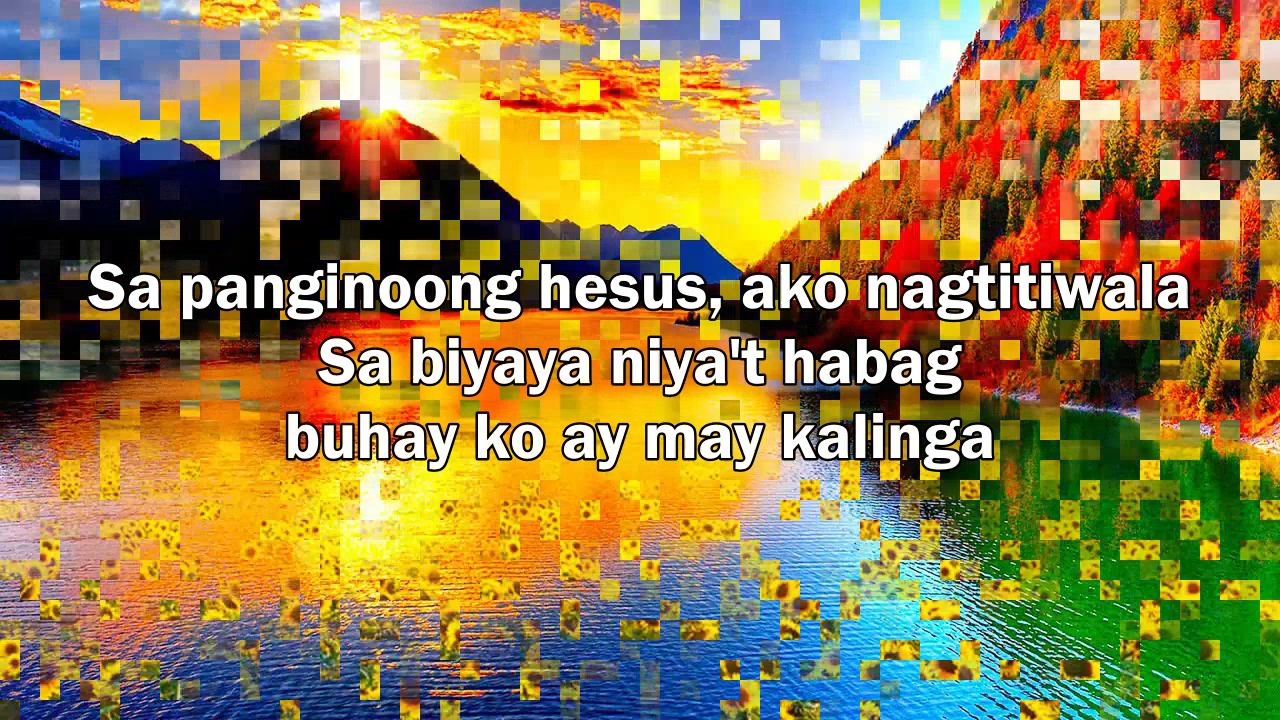 Sa panginoong hesus, ako nagtitiwala
Sa biyaya niya't habag
buhay ko ay may kalinga